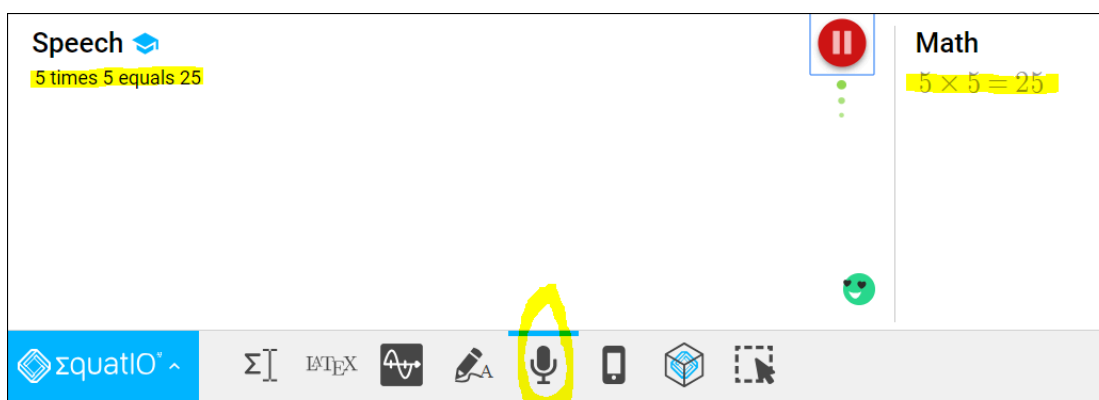 Speech
5 times 5 equals 25
Math
5 × 5 = 25
ΣquatIO®
Σ
LATEX
A